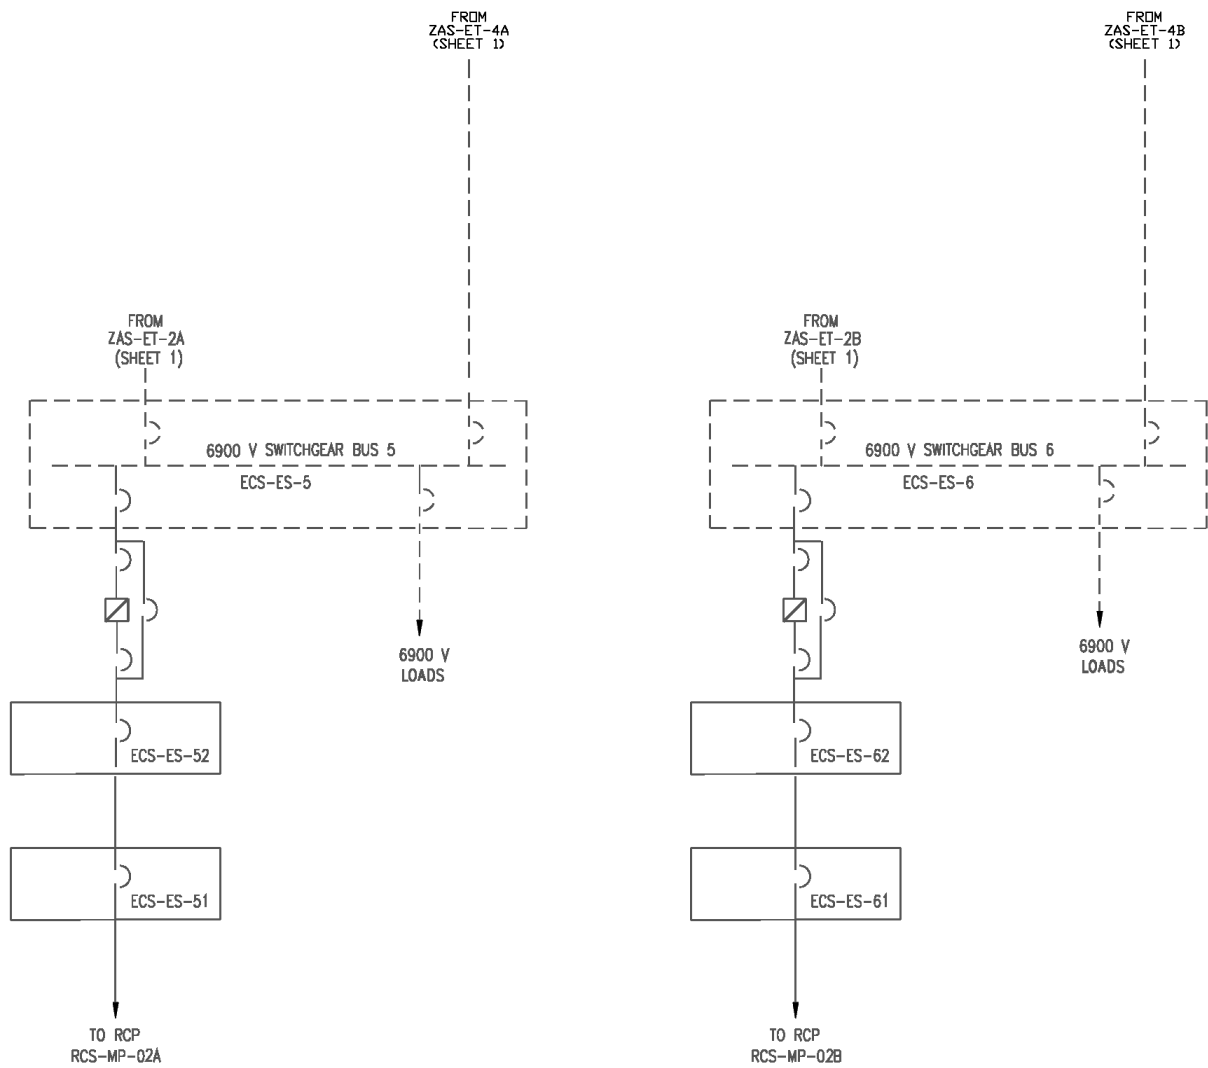 FROM
ZAS-ET-4A
(SHEET 1)
FROM
ZAS-ET-4B
(SHEET 1)
FROM
ZAS-ET-2A
(SHEET 1)
FROM
ZAS-ET-2B
(SHEET 1)
6900 V SWITCHGEAR BUS 5
ECS-ES-5
6900 V SWITCHGEAR BUS 6
ECS-ES-6
6900 V
LOADS
6900 V
LOADS
ECS-ES-52
ECS-ES-62
ECS-ES-51
ECS-ES-61
TO RCP
RCS-MP-02A
TO RCP
RCS-MP-02B